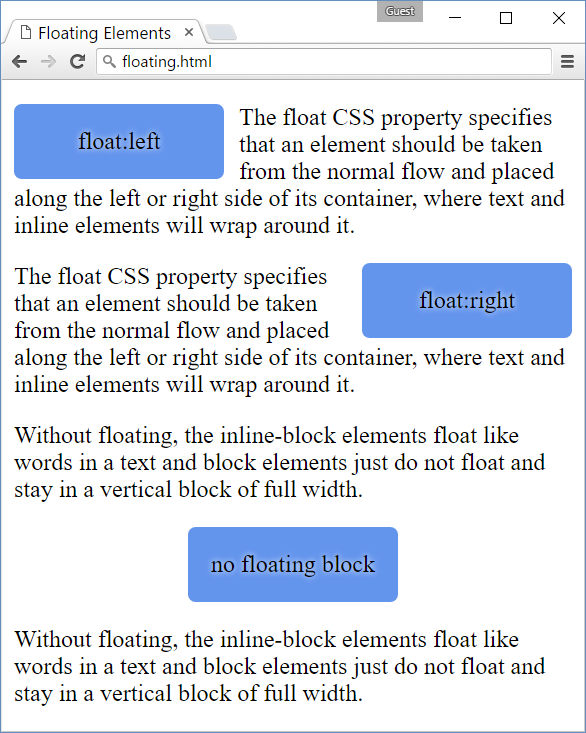 Guest
Floating Elements
floating.html
float:left
The float CSS property specifies
that an element should be taken
from the normal flow and placed
along the left or right side of its container, where text and
inline elements will wrap around it.
The float CSS property specifies
that an element should be taken
from the normal flow and placed
float:right
along the left or right side of its container, where text and
inline elements will wrap around it.
Without floating, the inline-block elements float like
words in a text and block elements just do not float and
stay in a vertical block of full width.
no floating block
Without floating, the inline-block elements float like
words in a text and block elements just do not float and
stay in a vertical block of full width.